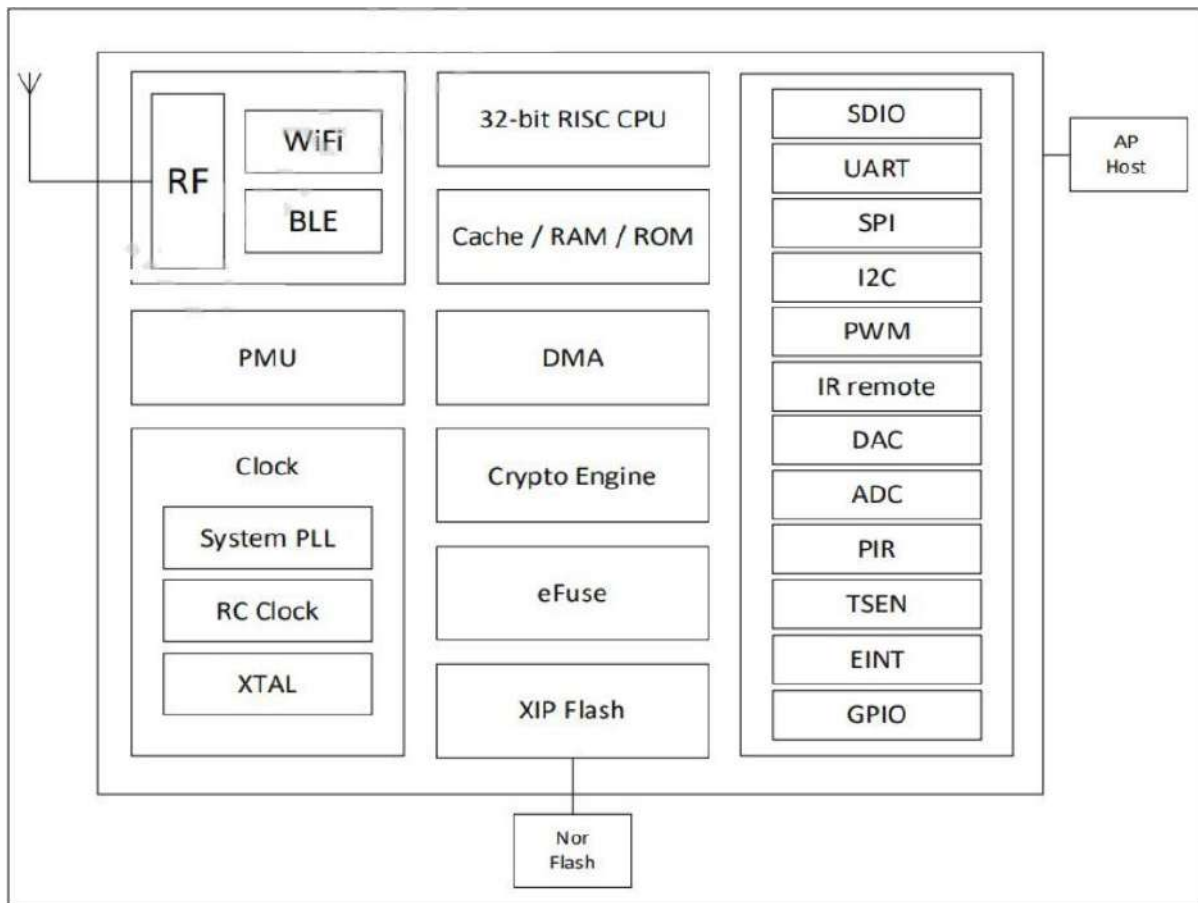 RF
WiFi
BLE
PMU
Clock
System PLL
RC Clock
XTAL
32-bit RISC CPU
Cache / RAM / ROM
DMA
Crypto Engine
eFuse
XIP Flash
SDIO
UART
SPI
I2C
PWM
IR remote
DAC
ADC
PIR
TSEN
EINT
GPIO
AP
Host
Nor
Flash